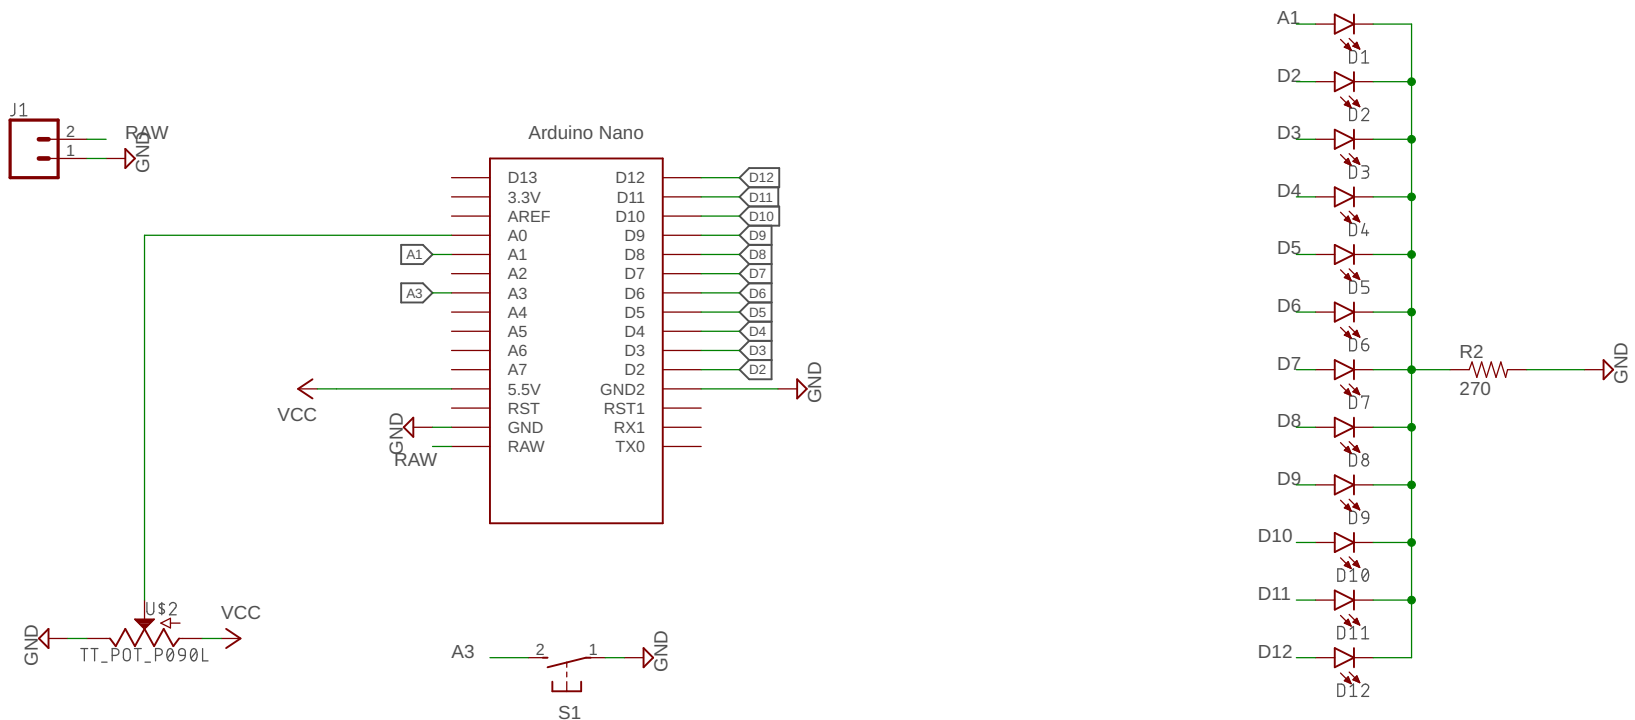 J1
2
RAW
1
GND
Arduino Nano
D13
3.3V
AREF
A0
A1
A2
A3
A4
A5
A6
A7
5.5V
RST
GND
RAW
D12
D11
D10
D9
D8
D7
D6
D5
D4
D3
D2
GND2
RST1
RX1
TX0
A1
A3
VCC
GND
RAW
D12
D11
D10
D9
D8
D7
D6
D5
D4
D3
D2
GND
U$2
VCC
GND
TT_POT_P090L
A3
2
1
GND
S1
A1
D1
D2
D2
D3
D3
D4
D4
D5
D5
D6
D6
D7
D7
D8
D8
D9
D9
D10
D10
D11
D11
D12
D12
R2
270
GND